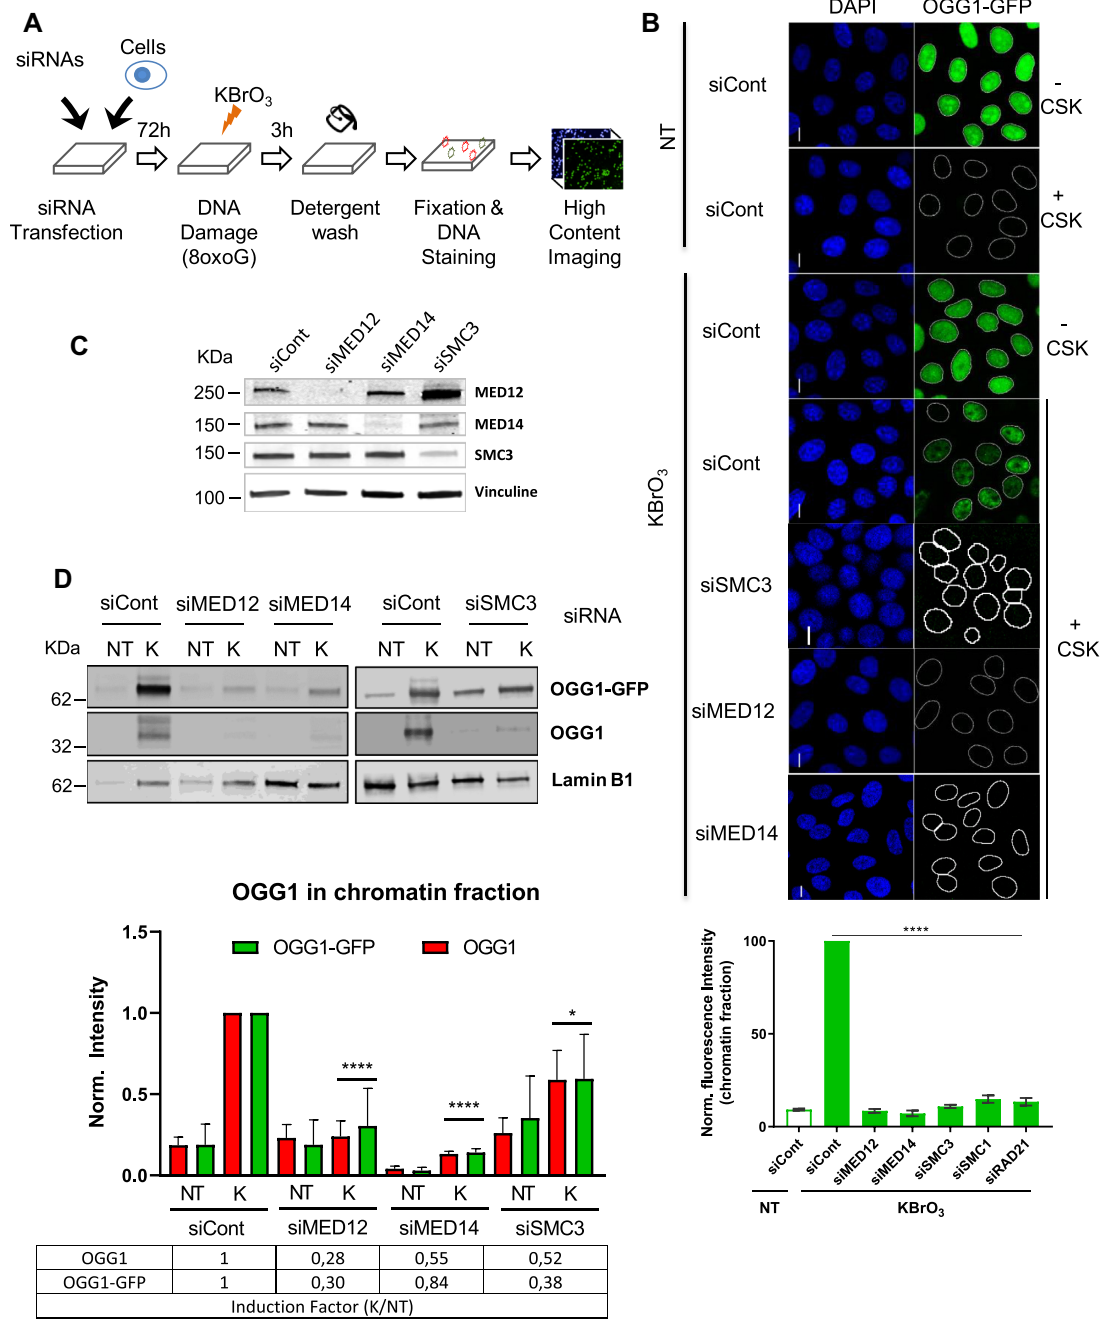 A
siRNAs
Cells
KBrO3
72h
3h
siRNA
Transfection
DNA
Damage
(8oxoG)
Detergent
wash
Fixation &
DNA
Staining
High
Content
Imaging
B
DAPI
OGG1-GFP
NT
siCont
-
CSK
siCont
+
CSK
KBrO3
siCont
-
CSK
siCont
siSMC3
siMED12
siMED14
+
CSK
Norm. fluorescence Intensity
(chromatin fraction)
100
50
0
****
siCont
siCont
siMED12
siMED14
siSMC3
siSMC1
siRAD21
NT
KBrO3
C
KDa
siCont
siMED12
siMED14
siSMC3
250
MED12
150
MED14
150
SMC3
100
Vinculine
D
siCont siMED12 siMED14 siCont siSMC3 siRNA
KDa NT K NT K NT K NT K NT K
62 OGG1-GFP
32 OGG1
62 Lamin B1
OGG1 in chromatin fraction
OGG1-GFP OGG1
Norm. Intensity
1.5
1.0
0.5
0.0
****
****
*
NT K NT K NT K NT K
siCont siMED12 siMED14 siSMC3
OGG1 1 0,28 0,55 0,52
OGG1-GFP 1 0,30 0,84 0,38
Induction Factor (K/NT)